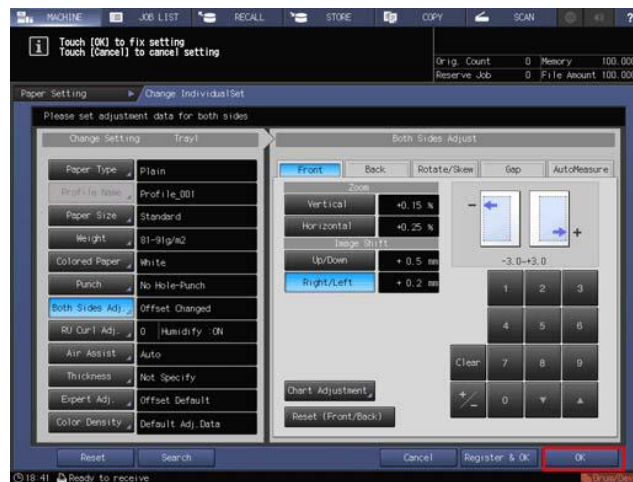 MACHINE JOB LIST RECALL STORE COPY SCAN ?
i Touch [OK] to fix setting
Touch [Cancel] to cancel setting
Orig. Count 0 Memory 100.000
Reserve Job 0 File Amount 100.000
Paper Setting Change IndividualSet
Please set adjustment data for both sides
Change Setting Tray1
Both Sides Adjust
Paper Type Plain
Profile Name Profile_001
Paper Size Standard
Weight 81-91g/m2
Colored Paper White
Punch No Hole-Punch
Both Sides Adj. Offset Changed
RU Curl Adj. 0 Humidify :ON
Air Assist Auto
Thickness Not Specify
Expert Adj. Offset Default
Color Density Default Adj.Data
Front Back Rotate/Skew Gap AutoMeasure
Zoom
Vertical +0.15 %
Horizontal +0.25 %
Image Shift
Up/Down + 0.5 mm
Right/Left + 0.2 mm
- +
-3.0~+3.0
1 2 3
4 5 6
Clear 7 8 9
+/- 0 ▼ ▲
Chart Adjustment
Reset (Front/Back)
Reset Search Cancel Register & OK OK
18:41 Ready to receive